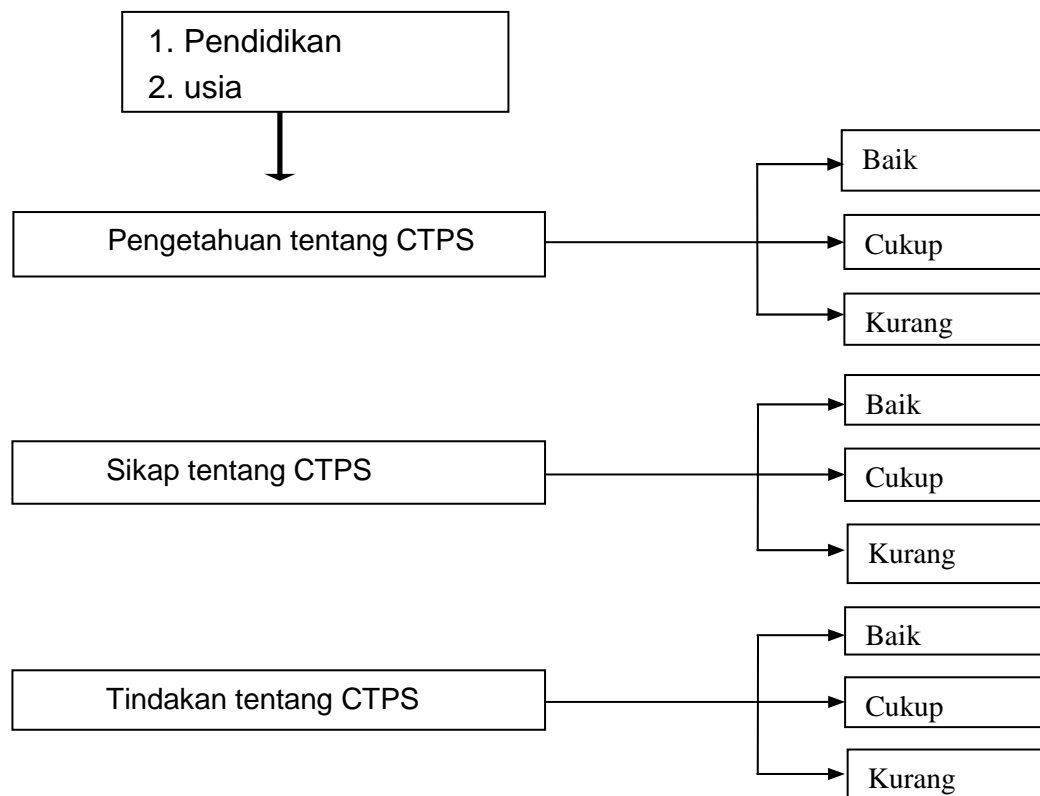 1. Pendidikan
2. usia
Pengetahuan tentang CTPS
Baik
Cukup
Kurang
Sikap tentang CTPS
Baik
Cukup
Kurang
Tindakan tentang CTPS
Baik
Cukup
Kurang